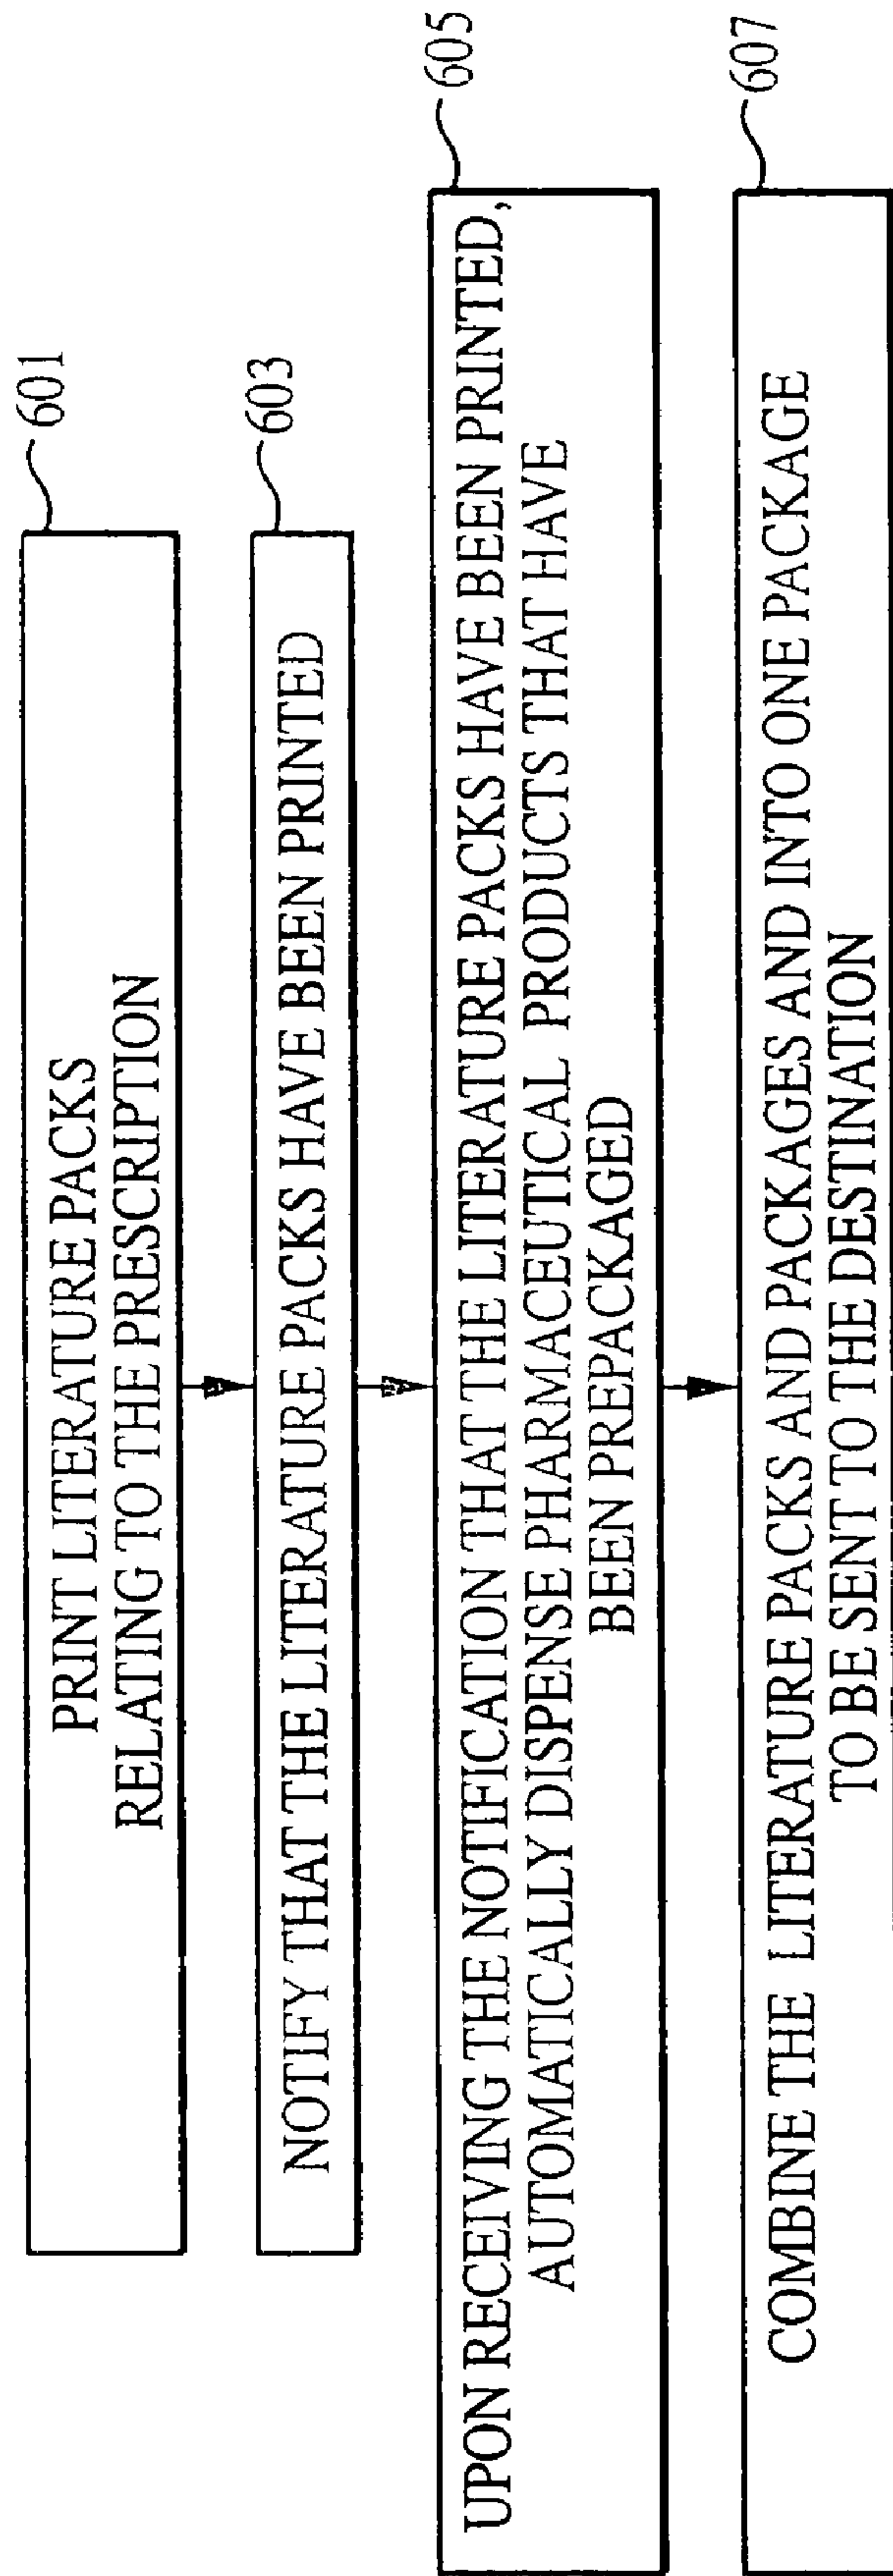 PRINT LITERATURE PACKS
RELATING TO THE PRESCRIPTION
601
NOTIFY THAT THE LITERATURE PACKS HAVE BEEN PRINTED
603
UPON RECEIVING THE NOTIFICATION THAT THE LITERATURE PACKS HAVE BEEN PRINTED,
AUTOMATICALLY DISPENSE PHARMACEUTICAL PRODUCTS THAT HAVE
BEEN PREPACKAGED
605
COMBINE THE LITERATURE PACKS AND PACKAGES AND INTO ONE PACKAGE
TO BE SENT TO THE DESTINATION
607